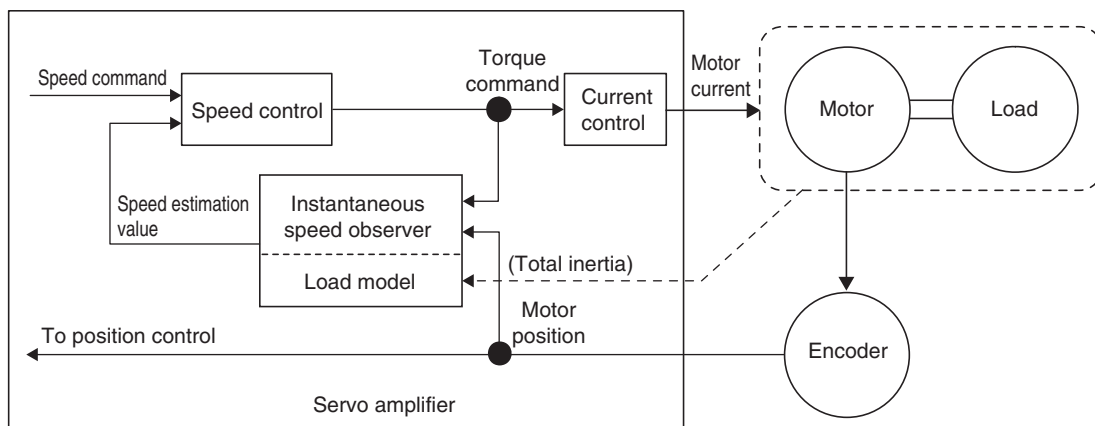 Speed command
Speed control
Torque
command
Current
control
Motor
current
Motor
Load
Speed estimation
value
Instantaneous
speed observer
Load model
(Total inertia)
To position control
Motor
position
Encoder
Servo amplifier